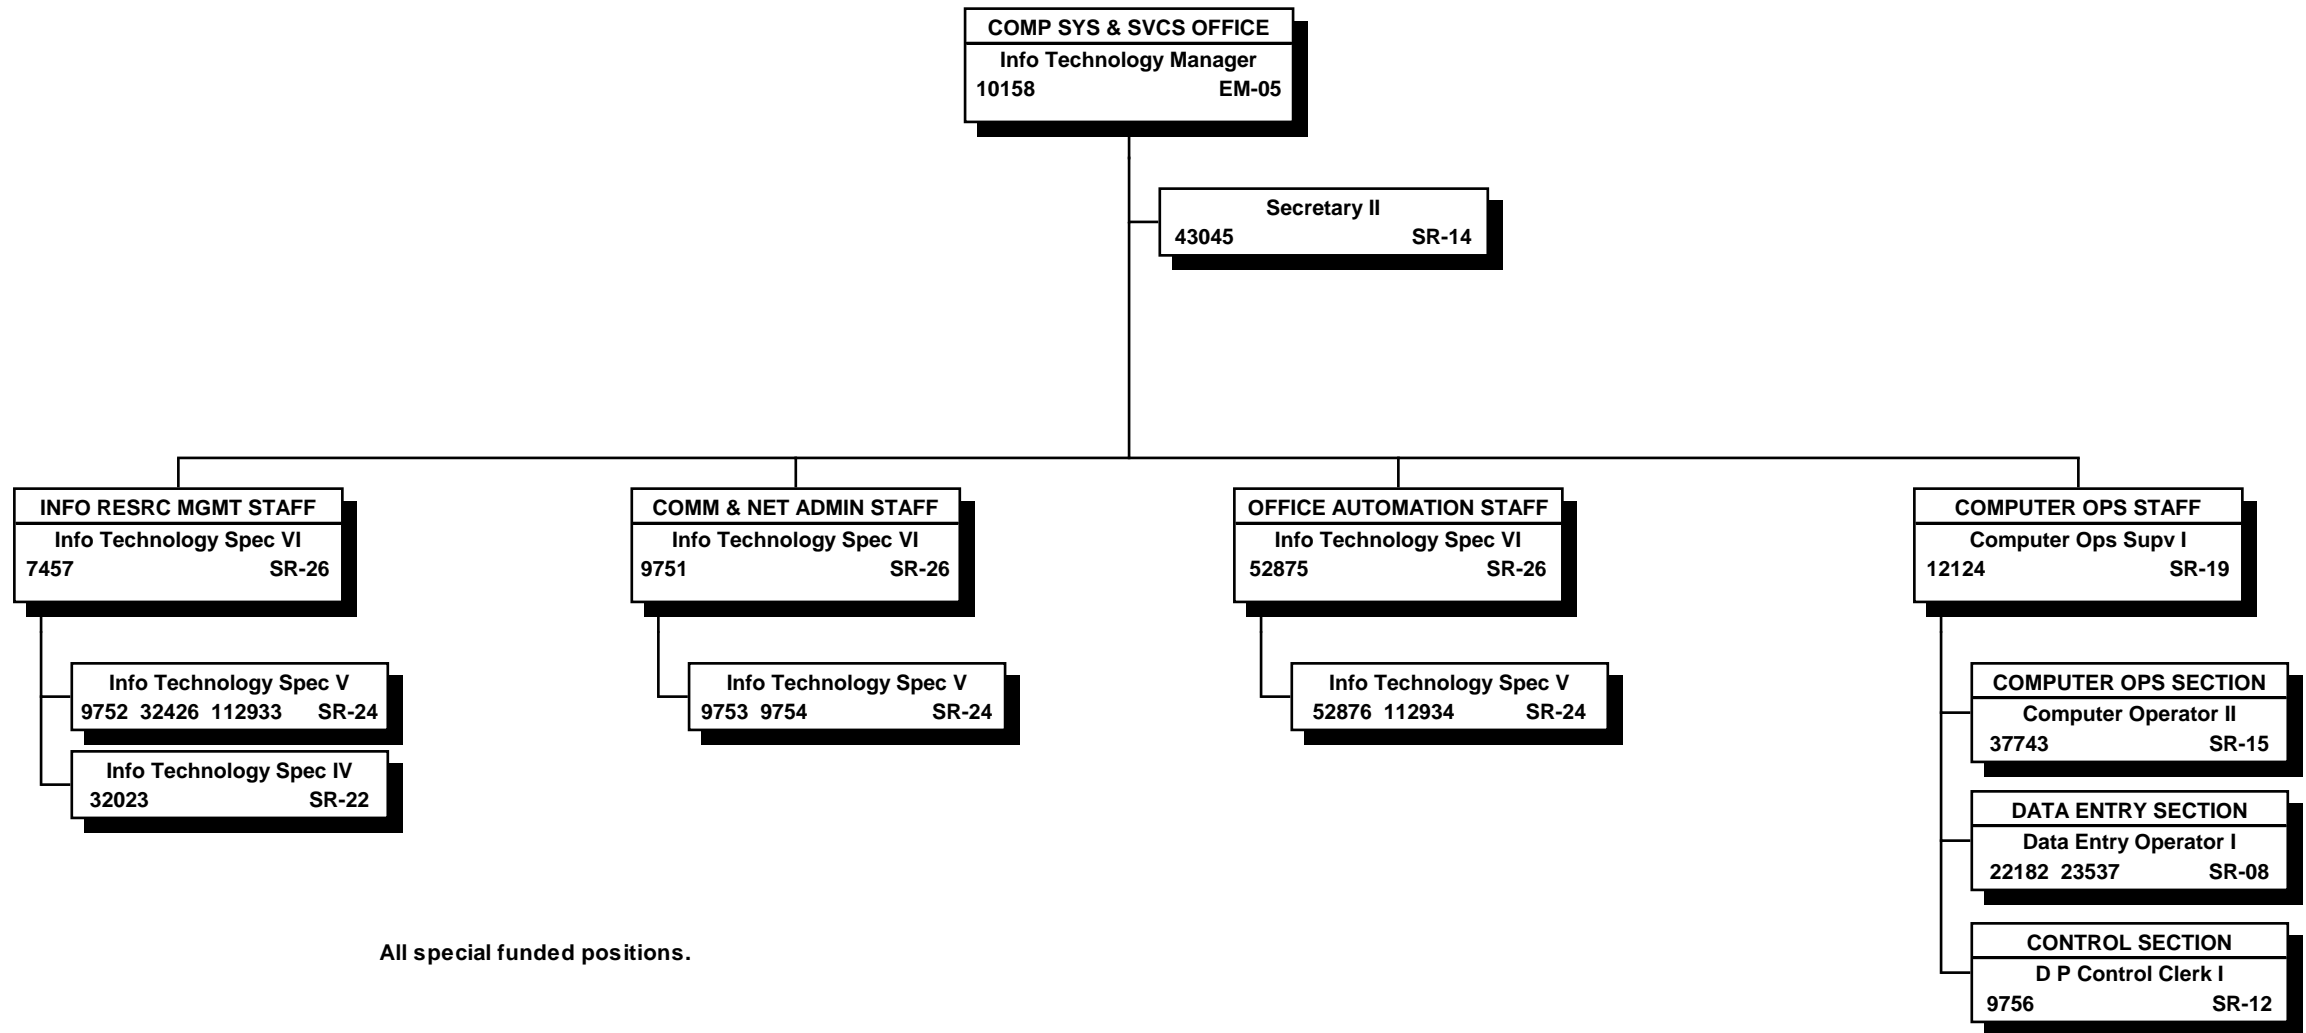 COMP SYS & SVCS OFFICE
Info Technology Manager
10158 EM-05
Secretary II
43045 SR-14
INFO RESRC MGMT STAFF
Info Technology Spec VI
7457 SR-26
Info Technology Spec V
9752 32426 112933 SR-24
Info Technology Spec IV
32023 SR-22
COMM & NET ADMIN STAFF
Info Technology Spec VI
9751 SR-26
Info Technology Spec V
9753 9754 SR-24
OFFICE AUTOMATION STAFF
Info Technology Spec VI
52875 SR-26
Info Technology Spec V
52876 112934 SR-24
COMPUTER OPS STAFF
Computer Ops Supv I
12124 SR-19
COMPUTER OPS SECTION
Computer Operator II
37743 SR-15
DATA ENTRY SECTION
Data Entry Operator I
22182 23537 SR-08
CONTROL SECTION
D P Control Clerk I
9756 SR-12
All special funded positions.